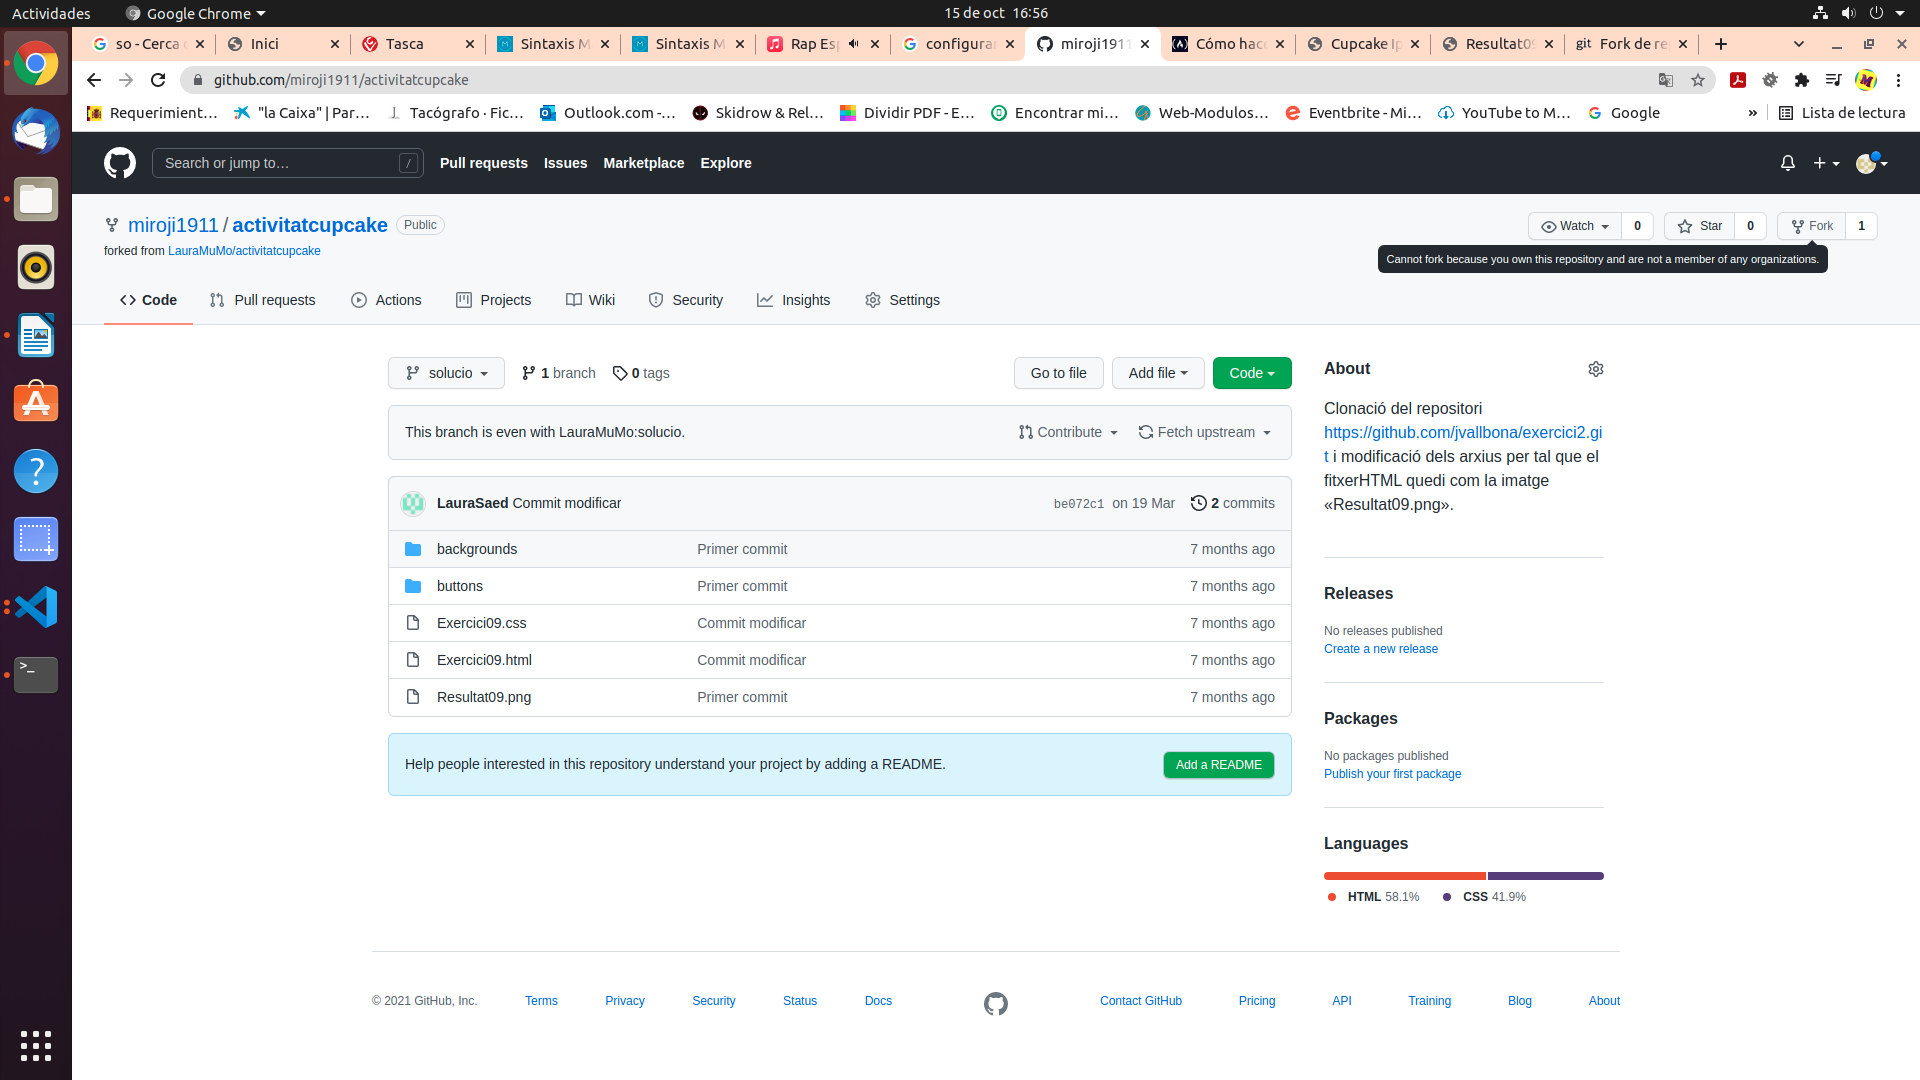 Actividades
Google Chrome
15 de oct 16:56
so - Cerca
Inici
Tasca
Sintaxis M
Sintaxis M
Rap Es
configurar
miroji1911
Cómo hace
Cupcake Ip
Resultat09
git Fork de re
github.com/miroji1911/activitatcupcake
Requerimient…
"la Caixa" | Par…
Tacógrafo · Fic…
Outlook.com -…
Skidrow & Rel…
Dividir PDF - E…
Encontrar mi…
Web-Modulos…
Eventbrite - Mi…
YouTube to M…
Google
»
Lista de lectura
Search or jump to…
/
Pull requests
Issues
Marketplace
Explore
miroji1911 / activitatcupcake
Public
forked from LauraMuMo/activitatcupcake
Watch 0
Star 0
Fork 1
Cannot fork because you own this repository and are not a member of any organizations.
Code
Pull requests
Actions
Projects
Wiki
Security
Insights
Settings
solucio
1 branch
0 tags
Go to file
Add file
Code
This branch is even with LauraMuMo:solucio.
Contribute
Fetch upstream
LauraSaed Commit modificar
be072c1 on 19 Mar
2 commits
backgrounds Primer commit 7 months ago
buttons Primer commit 7 months ago
Exercici09.css Commit modificar 7 months ago
Exercici09.html Commit modificar 7 months ago
Resultat09.png Primer commit 7 months ago
Help people interested in this repository understand your project by adding a README.
Add a README
About
Clonació del repositori
https://github.com/jvallbona/exercici2.gi
t i modificació dels arxius per tal que el
fitxerHTML quedi com la imatge
«Resultat09.png».
Releases
No releases published
Create a new release
Packages
No packages published
Publish your first package
Languages
HTML 58.1%
CSS 41.9%
© 2021 GitHub, Inc.
Terms
Privacy
Security
Status
Docs
Contact GitHub
Pricing
API
Training
Blog
About